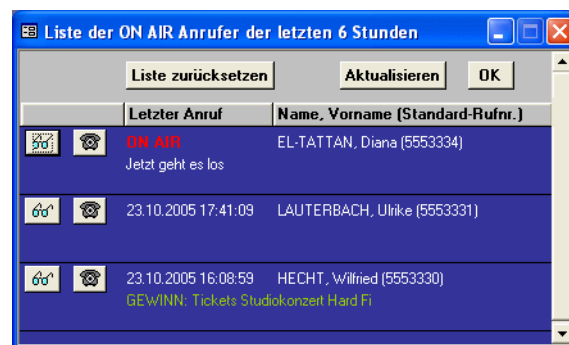 Liste der ON AIR Anrufer der letzten 6 Stunden
Liste zurücksetzen Aktualisieren OK
Letzter Anruf Name, Vorname (Standard-Rufnr.)
ON AIR EL-TATTAN, Diana (5553334)
Jetzt geht es los
23.10.2005 17:41:09 LAUTERBACH, Ulrike (5553331)
23.10.2005 16:08:59 HECHT, Wilfried (5553330)
GEWINN: Tickets Studiokonzert Hard Fi